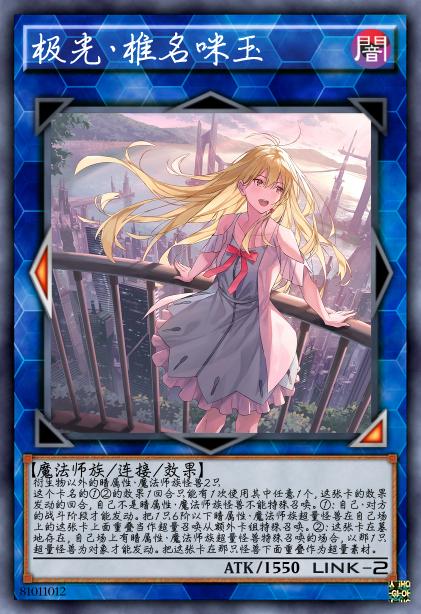 极光·椎名咪玉
闇
【魔法师族/连接/效果】
衍生物以外的暗属性·魔法师族怪兽2只
这个卡名的①②的效果1回合只能有1次使用其中任意1个,这张卡的效果
发动的回合,自己不是暗属性·魔法师族怪兽不能特殊召唤。①:自己·对方
的战斗阶段才能发动。把1只6阶以下暗属性·魔法师族超量怪兽在自己场
上的这张卡上面重叠当作超量召唤从额外卡组特殊召唤。②:这张卡在墓
地存在,自己场上有暗属性·魔法师族超量怪兽特殊召唤的场合,以那1只
超量怪兽为对象才能发动。把这张卡在那只怪兽下面重叠作为超量素材。
ATK/1550 LINK-2
81011012